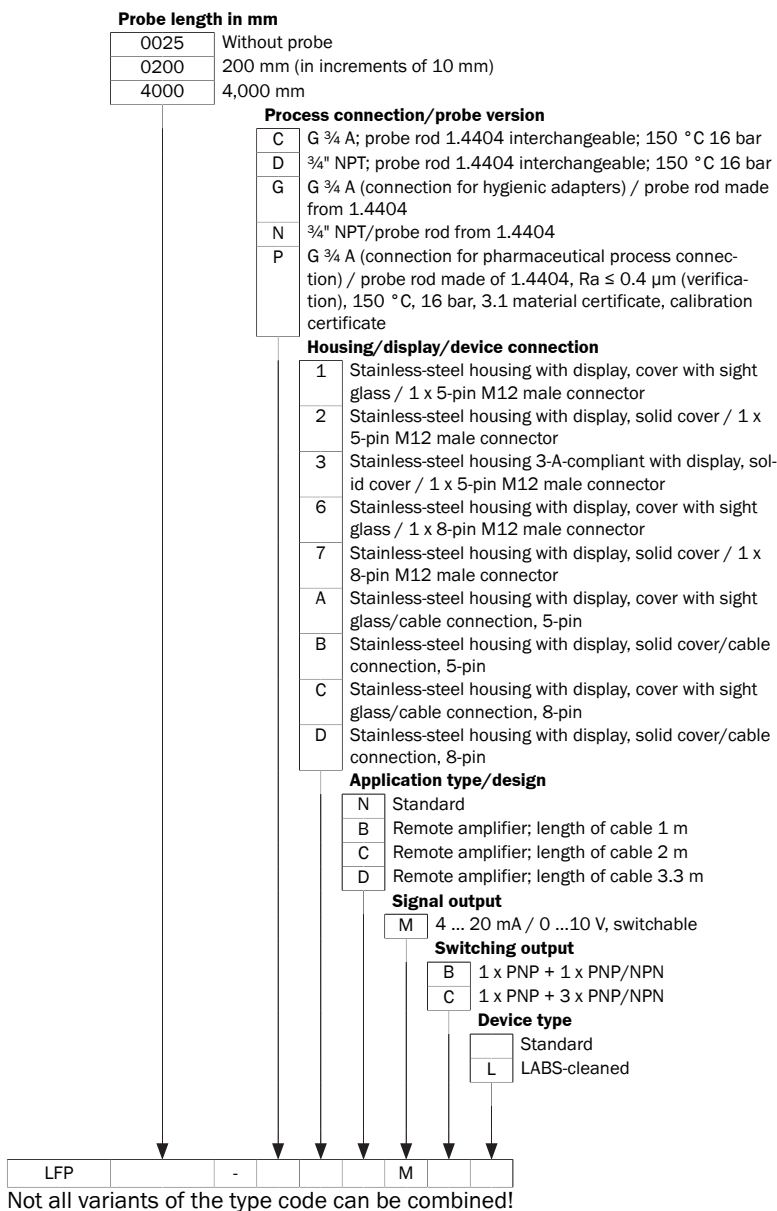 Probe length in mm
0025 Without probe
0200 200 mm (in increments of 10 mm)
4000 4,000 mm
Process connection/probe version
C G ¾ A; probe rod 1.4404 interchangeable; 150 °C 16 bar
D ¾" NPT; probe rod 1.4404 interchangeable; 150 °C 16 bar
G G ¾ A (connection for hygienic adapters) / probe rod made
from 1.4404
N ¾" NPT/probe rod from 1.4404
P G ¾ A (connection for pharmaceutical process connec-
tion) / probe rod made of 1.4404, Ra ≤ 0.4 µm (verifica-
tion), 150 °C, 16 bar, 3.1 material certificate, calibration
certificate
Housing/display/device connection
1 Stainless-steel housing with display, cover with sight
glass / 1 x 5-pin M12 male connector
2 Stainless-steel housing with display, solid cover / 1 x
5-pin M12 male connector
3 Stainless-steel housing 3-A-compliant with display, sol-
id cover / 1 x 5-pin M12 male connector
6 Stainless-steel housing with display, cover with sight
glass / 1 x 8-pin M12 male connector
7 Stainless-steel housing with display, solid cover / 1 x
8-pin M12 male connector
A Stainless-steel housing with display, cover with sight
glass/cable connection, 5-pin
B Stainless-steel housing with display, solid cover/cable
connection, 5-pin
C Stainless-steel housing with display, cover with sight
glass/cable connection, 8-pin
D Stainless-steel housing with display, solid cover/cable
connection, 8-pin
Application type/design
N Standard
B Remote amplifier; length of cable 1 m
C Remote amplifier; length of cable 2 m
D Remote amplifier; length of cable 3.3 m
Signal output
M 4 ... 20 mA / 0 ...10 V, switchable
Switching output
B 1 x PNP + 1 x PNP/NPN
C 1 x PNP + 3 x PNP/NPN
Device type
Standard
L LABS-cleaned
LFP - M
Not all variants of the type code can be combined!